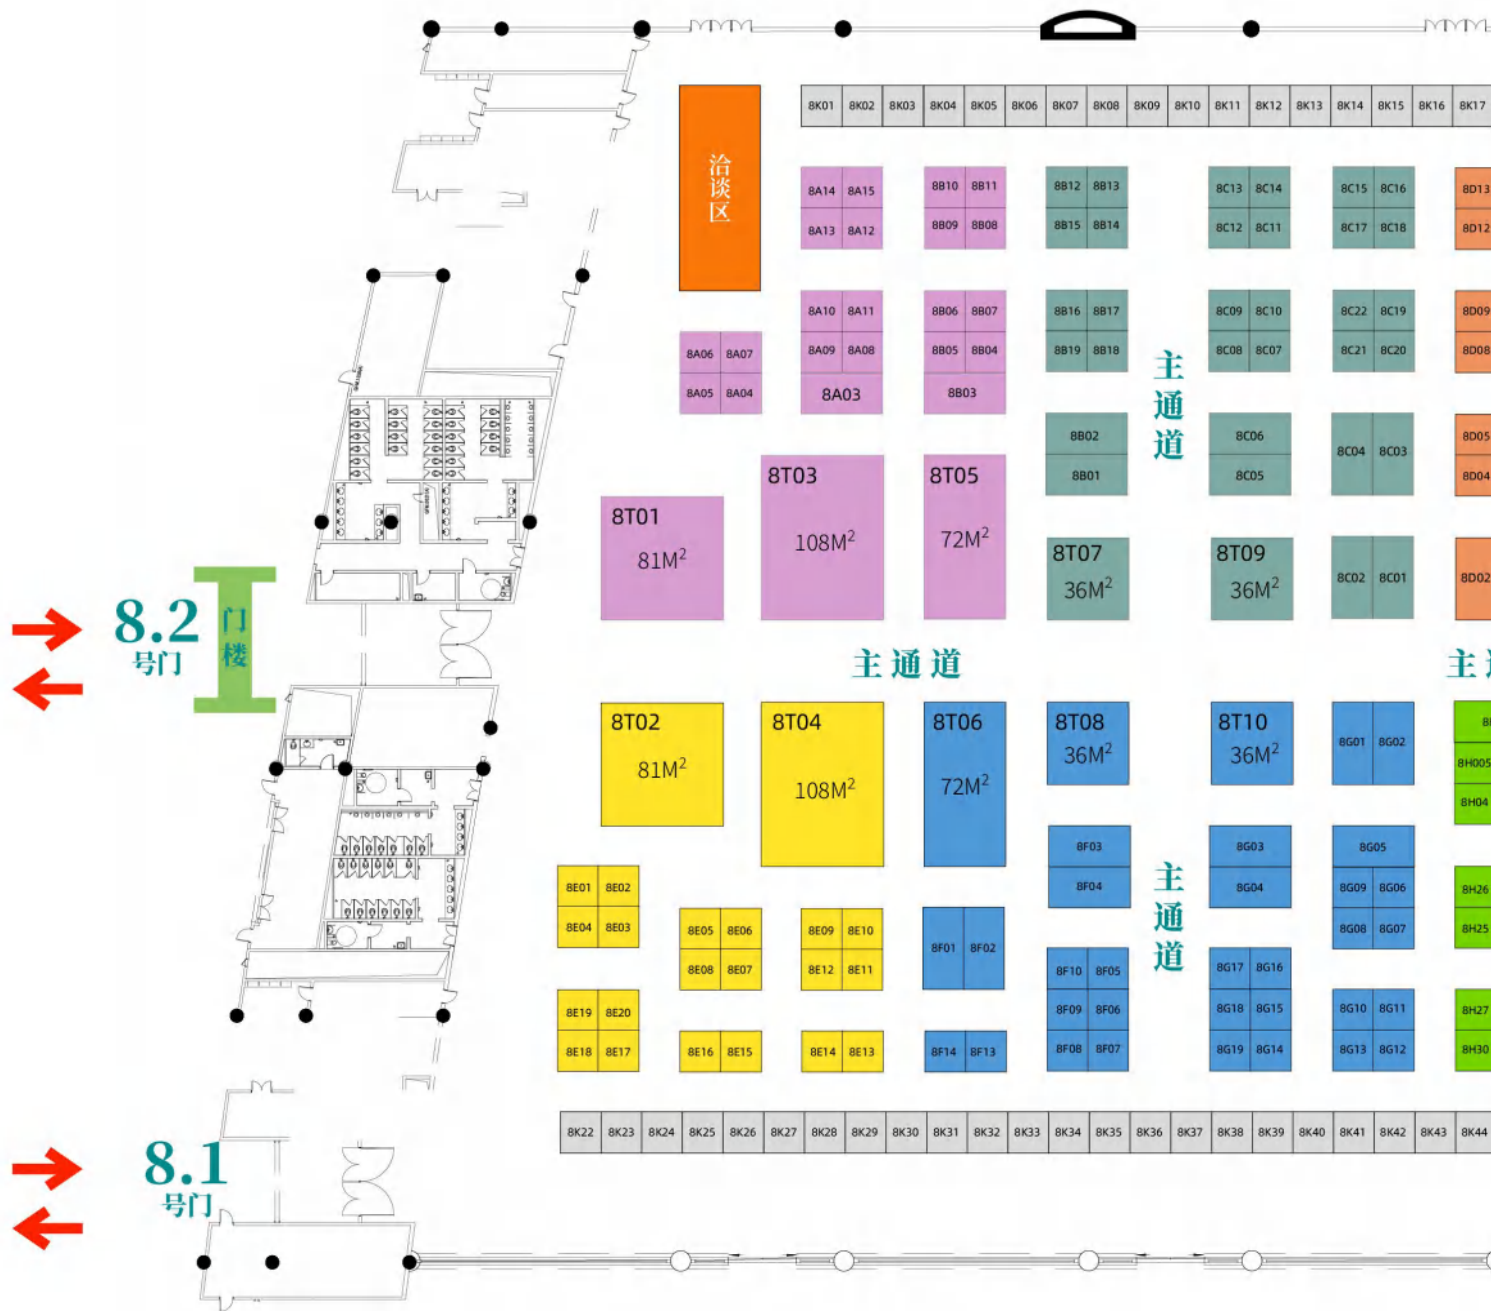 8K01 8K02 8K03 8K04 8K05 8K06 8K07 8K08 8K09 8K10 8K11 8K12 8K13 8K14 8K15 8K16 8K17
洽谈区
8A14 8A15 8B10 8B11 8B12 8B13 8C13 8C14 8C15 8C16 8D13
8A13 8A12 8B09 8B08 8B15 8B14 8C12 8C11 8C17 8C18 8D12
8A10 8A11 8B06 8B07 8B16 8B17 8C09 8C10 8C22 8C19 8D09
8A06 8A07 8A09 8A08 8B05 8B04 8B19 8B18 8C08 8C07 8C21 8C20 8D08
8A05 8A04 8A03 8B03
主通道
8B02 8C06 8C04 8C03 8D05
8B01 8C05 8D04
8T03 8T05
108M² 72M²
8T01
81M²
8T07 8T09 8C02 8C01 8D02
36M² 36M²
8.2
号门
门楼
主通道
主通
8T02 8T04 8T06 8T08 8T10 8G01 8G02
81M² 108M² 72M² 36M² 36M²
8H005
8H04
8F03 8G03 8G05
8F04 8G04 8G09 8G06 8H26
8G08 8G07 8H25
主通道
8E01 8E02
8E04 8E03
8E05 8E06 8E09 8E10 8F01 8F02
8E08 8E07 8E12 8E11
8F10 8F05 8G17 8G16
8E19 8E20 8F09 8F06 8G18 8G15 8G10 8G11 8H27
8E18 8E17 8E16 8E15 8E14 8E13 8F14 8F13 8F08 8F07 8G19 8G14 8G13 8G12 8H30
8K22 8K23 8K24 8K25 8K26 8K27 8K28 8K29 8K30 8K31 8K32 8K33 8K34 8K35 8K36 8K37 8K38 8K39 8K40 8K41 8K42 8K43 8K44
8.1
号门